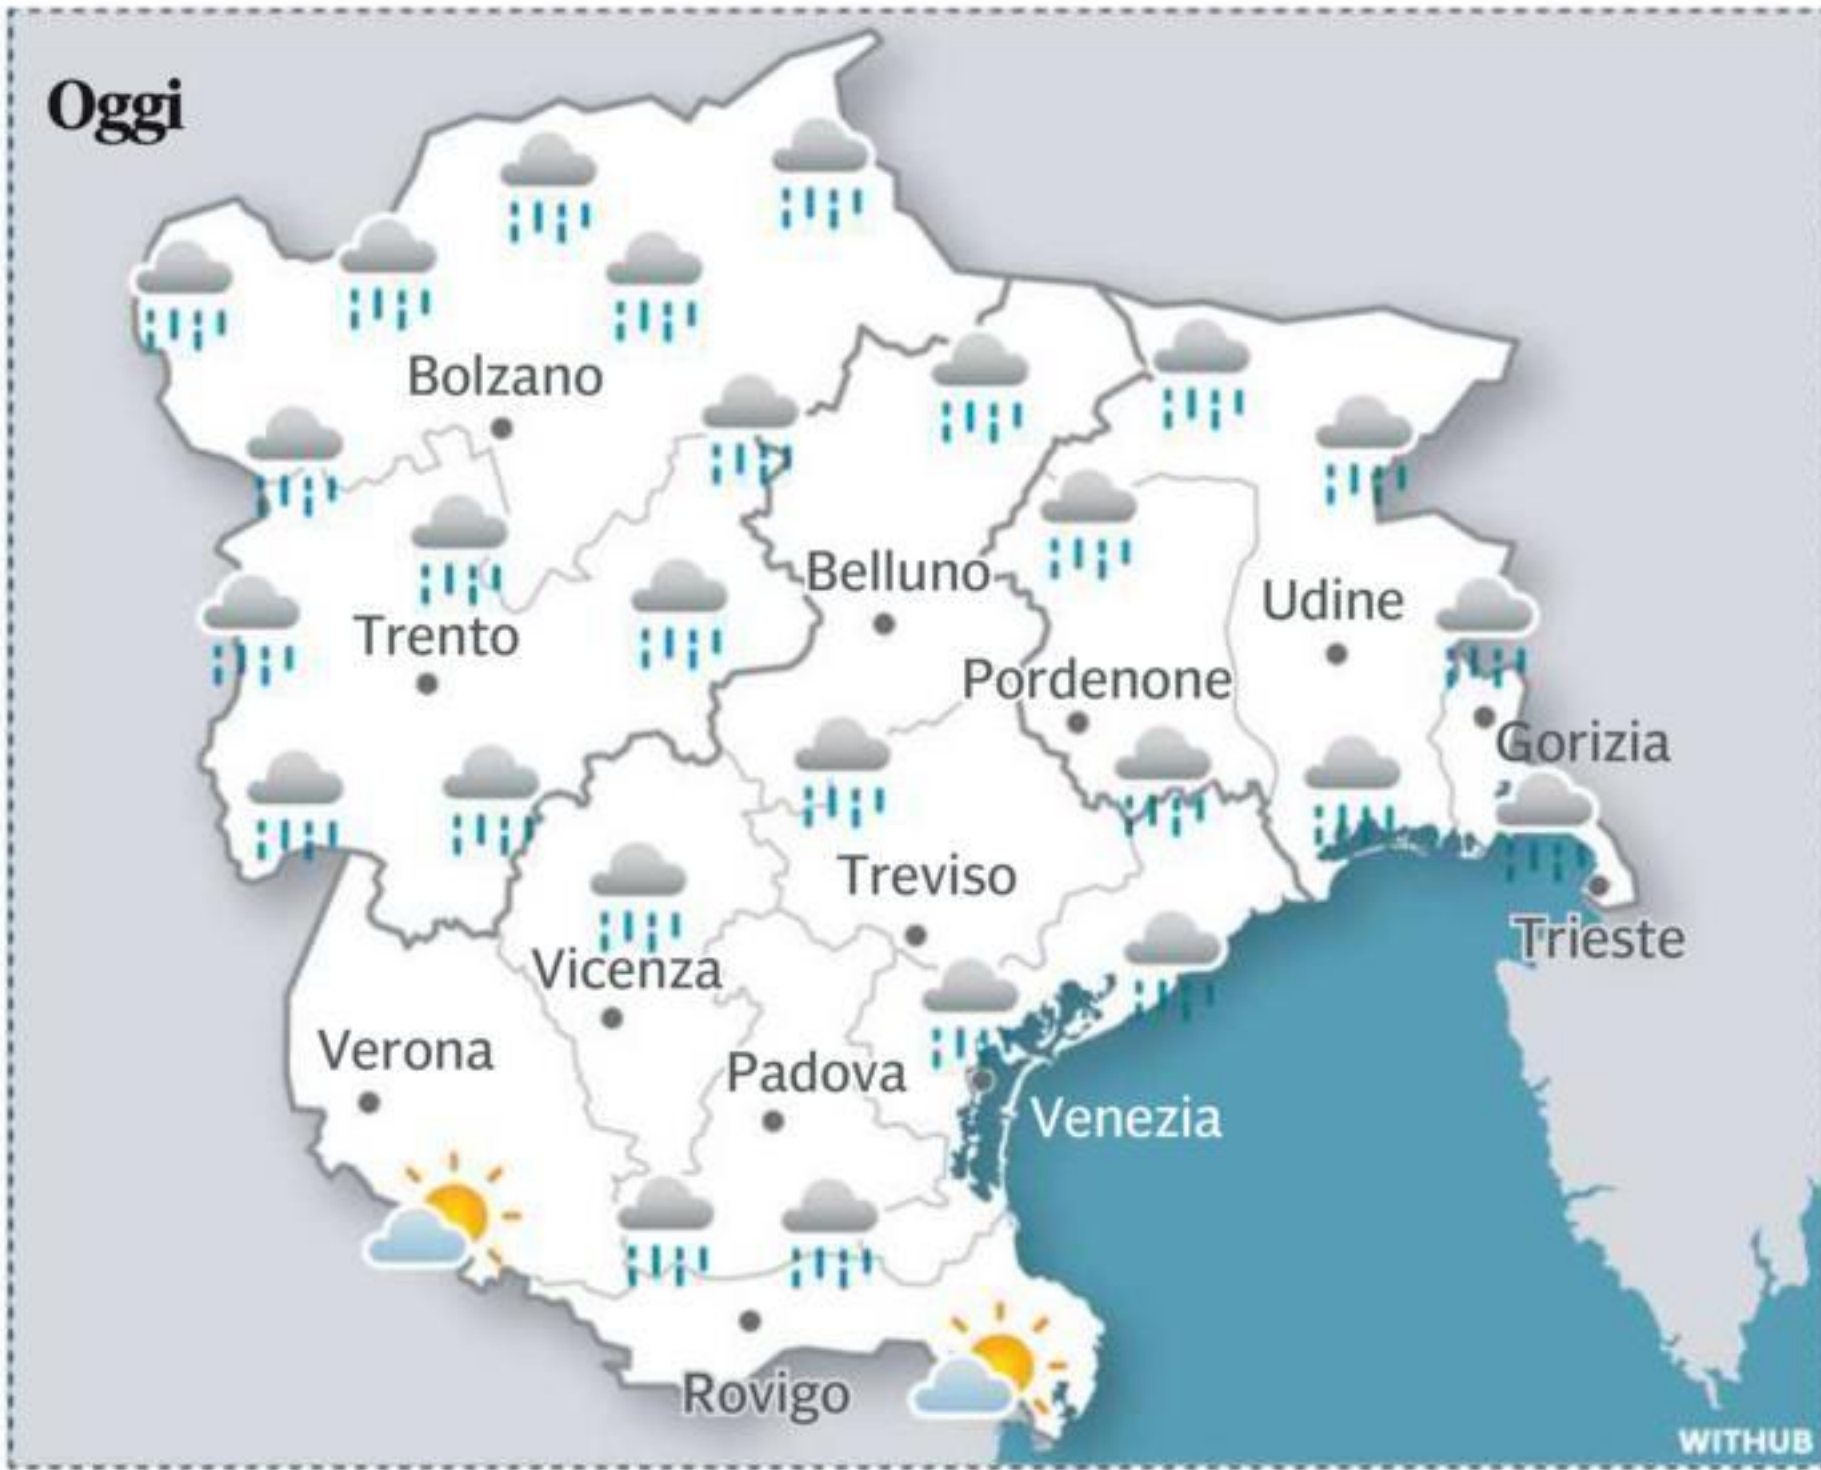 Oggi
Bolzano
Belluno
Udine
Trento
Pordenone
Gorizia
Treviso
Trieste
Vicenza
Verona
Padova
Venezia
Rovigo
WITHUB